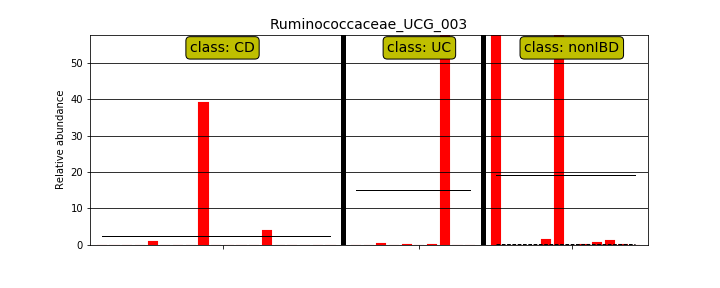 Ruminococcaceae_UCG_003
class: CD
class: UC
class: nonIBD
Relative abundance
50
40
30
20
10
0